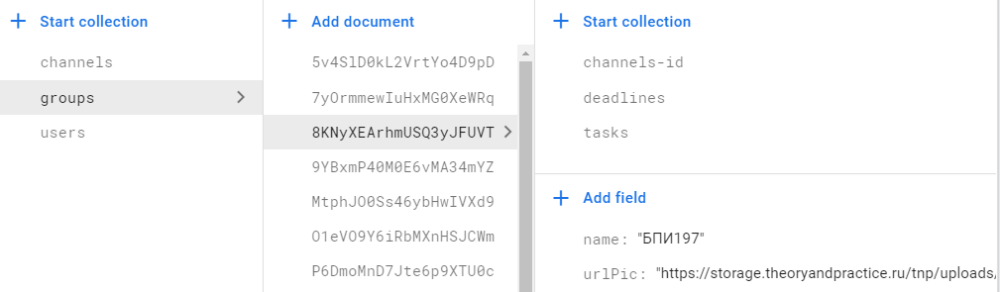 Start collection
channels
groups
users
Add document
5v4SlD0kL2VrtYo4D9pD
7yOrmmewIuHxMG0XeWRq
8KNyXEArhmUSQ3yJFUVT
9YBxmP40M0E6vMA34mYZ
MtphJO0Ss46ybHwIVXd9
O1eVO9Y6iRbMXnHSJCWm
P6DmoMnD7Jte6p9XTU0c
Start collection
channels-id
deadlines
tasks
Add field
name: "БПИ197"
urlPic: "https://storage.theoryandpractice.ru/tnp/uploads/